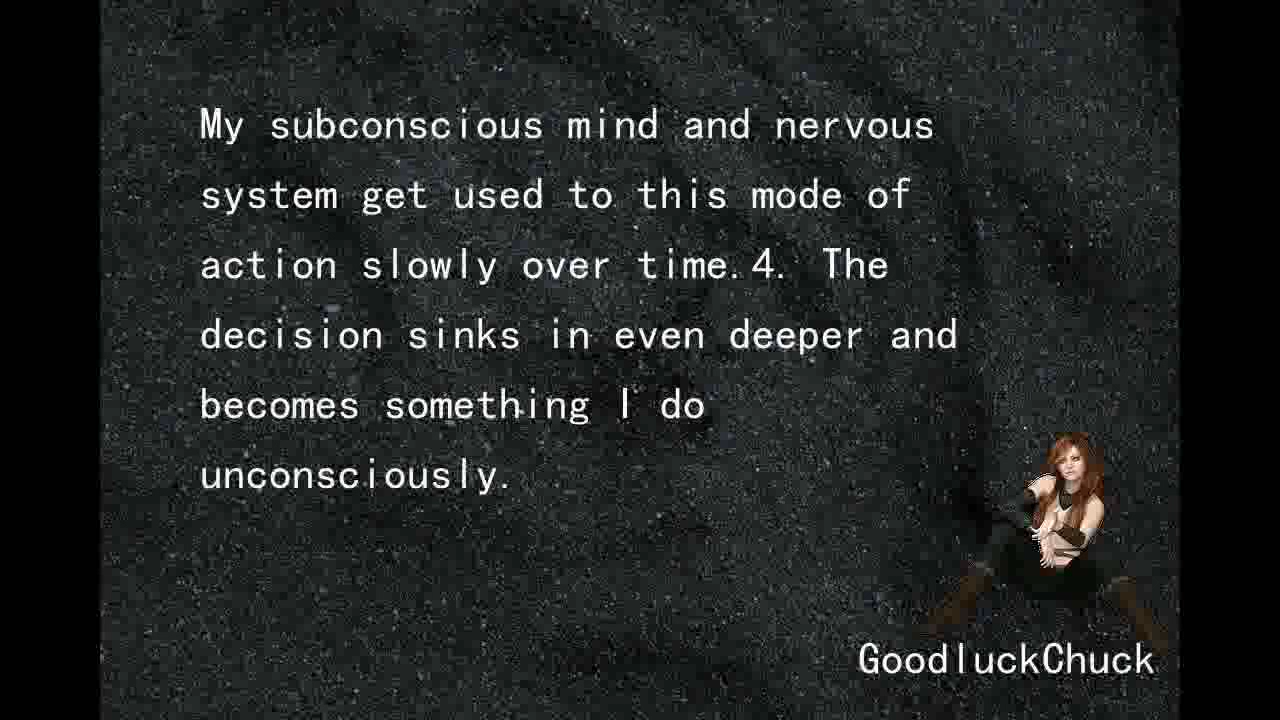 My subconscious mind and nervous
system get used to this mode of
action slowly over time.4. The
decision sinks in even deeper and
becomes something I do
unconsciously.
GoodluckChuck